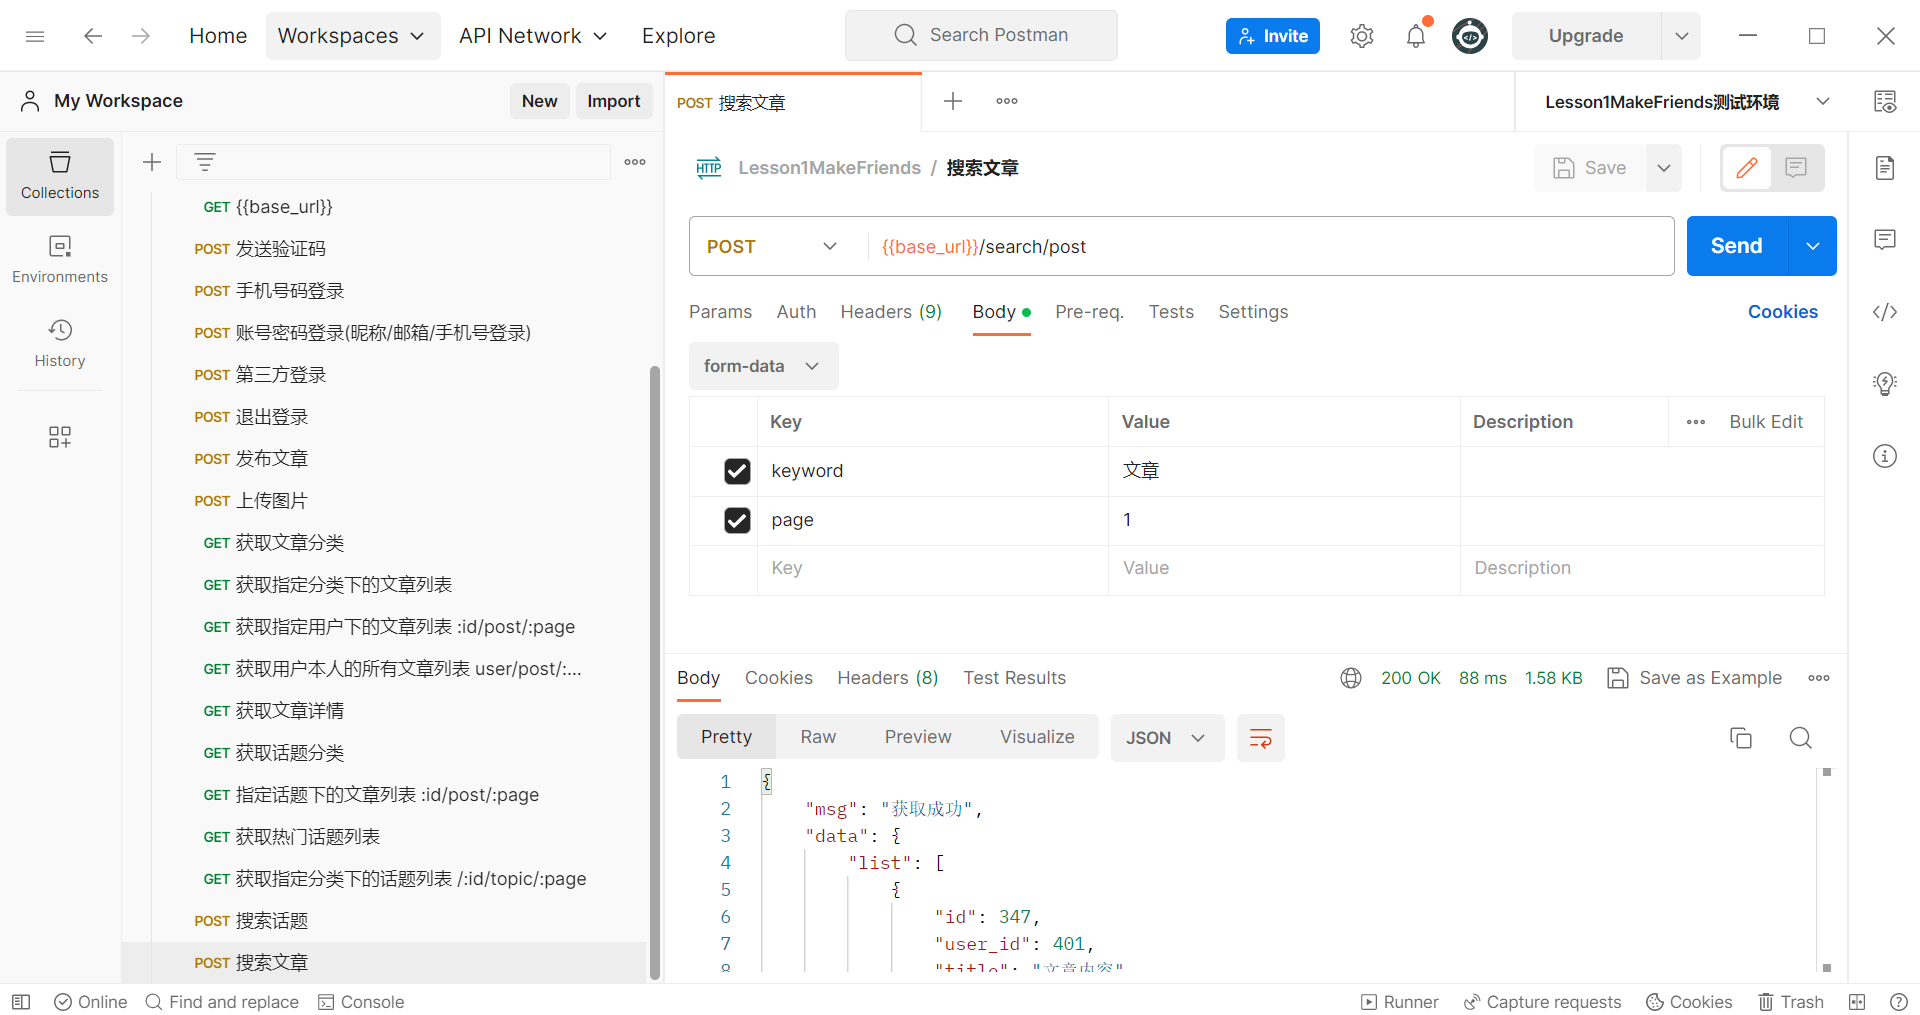 Home Workspaces API Network Explore Search Postman Invite Upgrade
My Workspace New Import
POST 搜索文章
Lesson1MakeFriends测试环境
Collections
Environments
History
GET {{base_url}}
POST 发送验证码
POST 手机号码登录
POST 账号密码登录(昵称/邮箱/手机号登录)
POST 第三方登录
POST 退出登录
POST 发布文章
POST 上传图片
GET 获取文章分类
GET 获取指定分类下的文章列表
GET 获取指定用户下的文章列表 :id/post/:page
GET 获取用户本人的所有文章列表 user/post/:...
GET 获取文章详情
GET 获取话题分类
GET 指定话题下的文章列表 :id/post/:page
GET 获取热门话题列表
GET 获取指定分类下的话题列表 /:id/topic/:page
POST 搜索话题
POST 搜索文章
HTTP Lesson1MakeFriends / 搜索文章 Save
POST {{base_url}}/search/post Send
Params Auth Headers (9) Body Pre-req. Tests Settings Cookies
form-data
Key Value Description Bulk Edit
keyword 文章
page 1
Key Value Description
Body Cookies Headers (8) Test Results 200 OK 88 ms 1.58 KB Save as Example
Pretty Raw Preview Visualize JSON
1 {
2 "msg": "获取成功",
3 "data": {
4 "list": [
5 {
6 "id": 347,
7 "user_id": 401,
8 "title": "文章内容"
Online Find and replace Console Runner Capture requests Cookies Trash